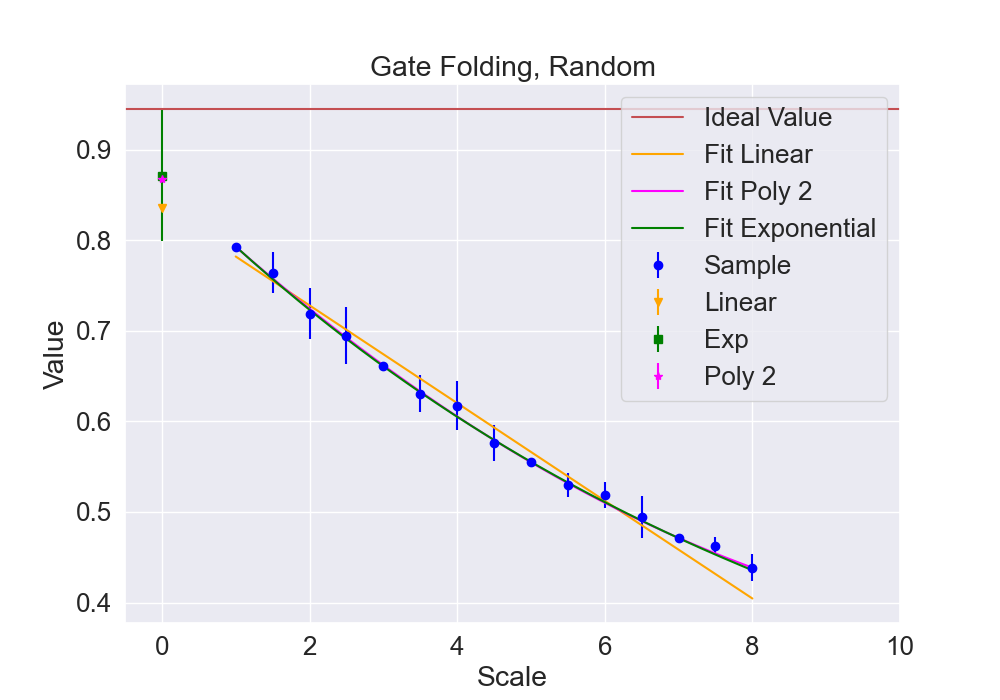 Gate Folding, Random
Value
0.9
0.8
0.7
0.6
0.5
0.4
Ideal Value
Fit Linear
Fit Poly 2
Fit Exponential
Sample
Linear
Exp
Poly 2
0 2 4 6 8 10
Scale